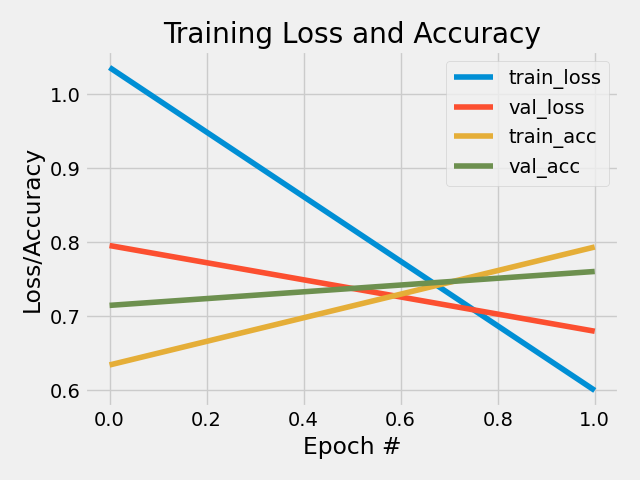 Training Loss and Accuracy
train_loss
val_loss
train_acc
val_acc
Loss/Accuracy
1.0
0.9
0.8
0.7
0.6
0.0 0.2 0.4 0.6 0.8 1.0
Epoch #